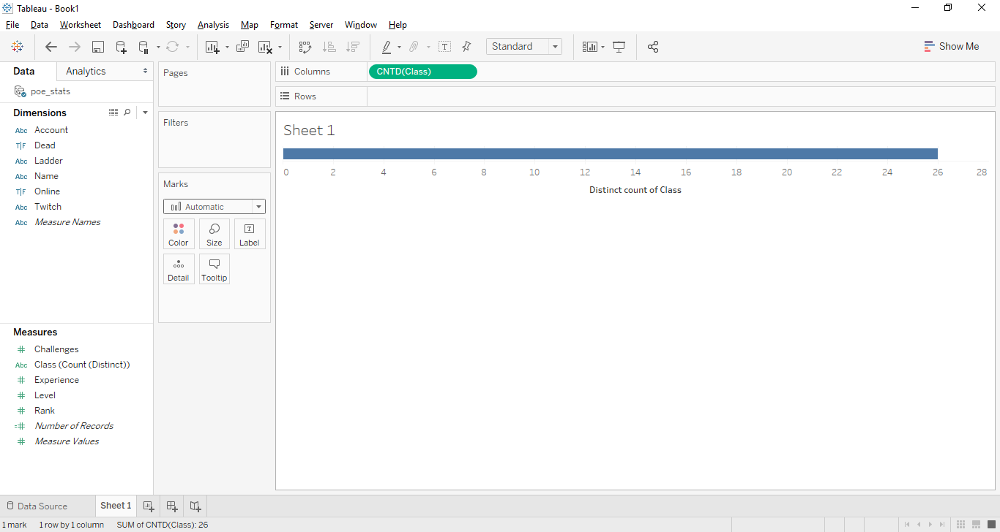 Tableau - Book1
File Data Worksheet Dashboard Story Analysis Map Format Server Window Help
Standard
Show Me
Data Analytics
poe_stats
Dimensions
Abc Account
T|F Dead
Abc Ladder
Abc Name
T|F Online
Abc Twitch
Abc Measure Names
Measures
# Challenges
Abc Class (Count (Distinct))
# Experience
# Level
# Rank
=# Number of Records
# Measure Values
Pages
Filters
Marks
Automatic
Color Size T Label
Detail Tooltip
Columns CNTD(Class)
Rows
Sheet 1
0 2 4 6 8 10 12 14 16 18 20 22 24 26 28
Distinct count of Class
Data Source Sheet 1
1 mark 1 row by 1 column SUM of CNTD(Class): 26